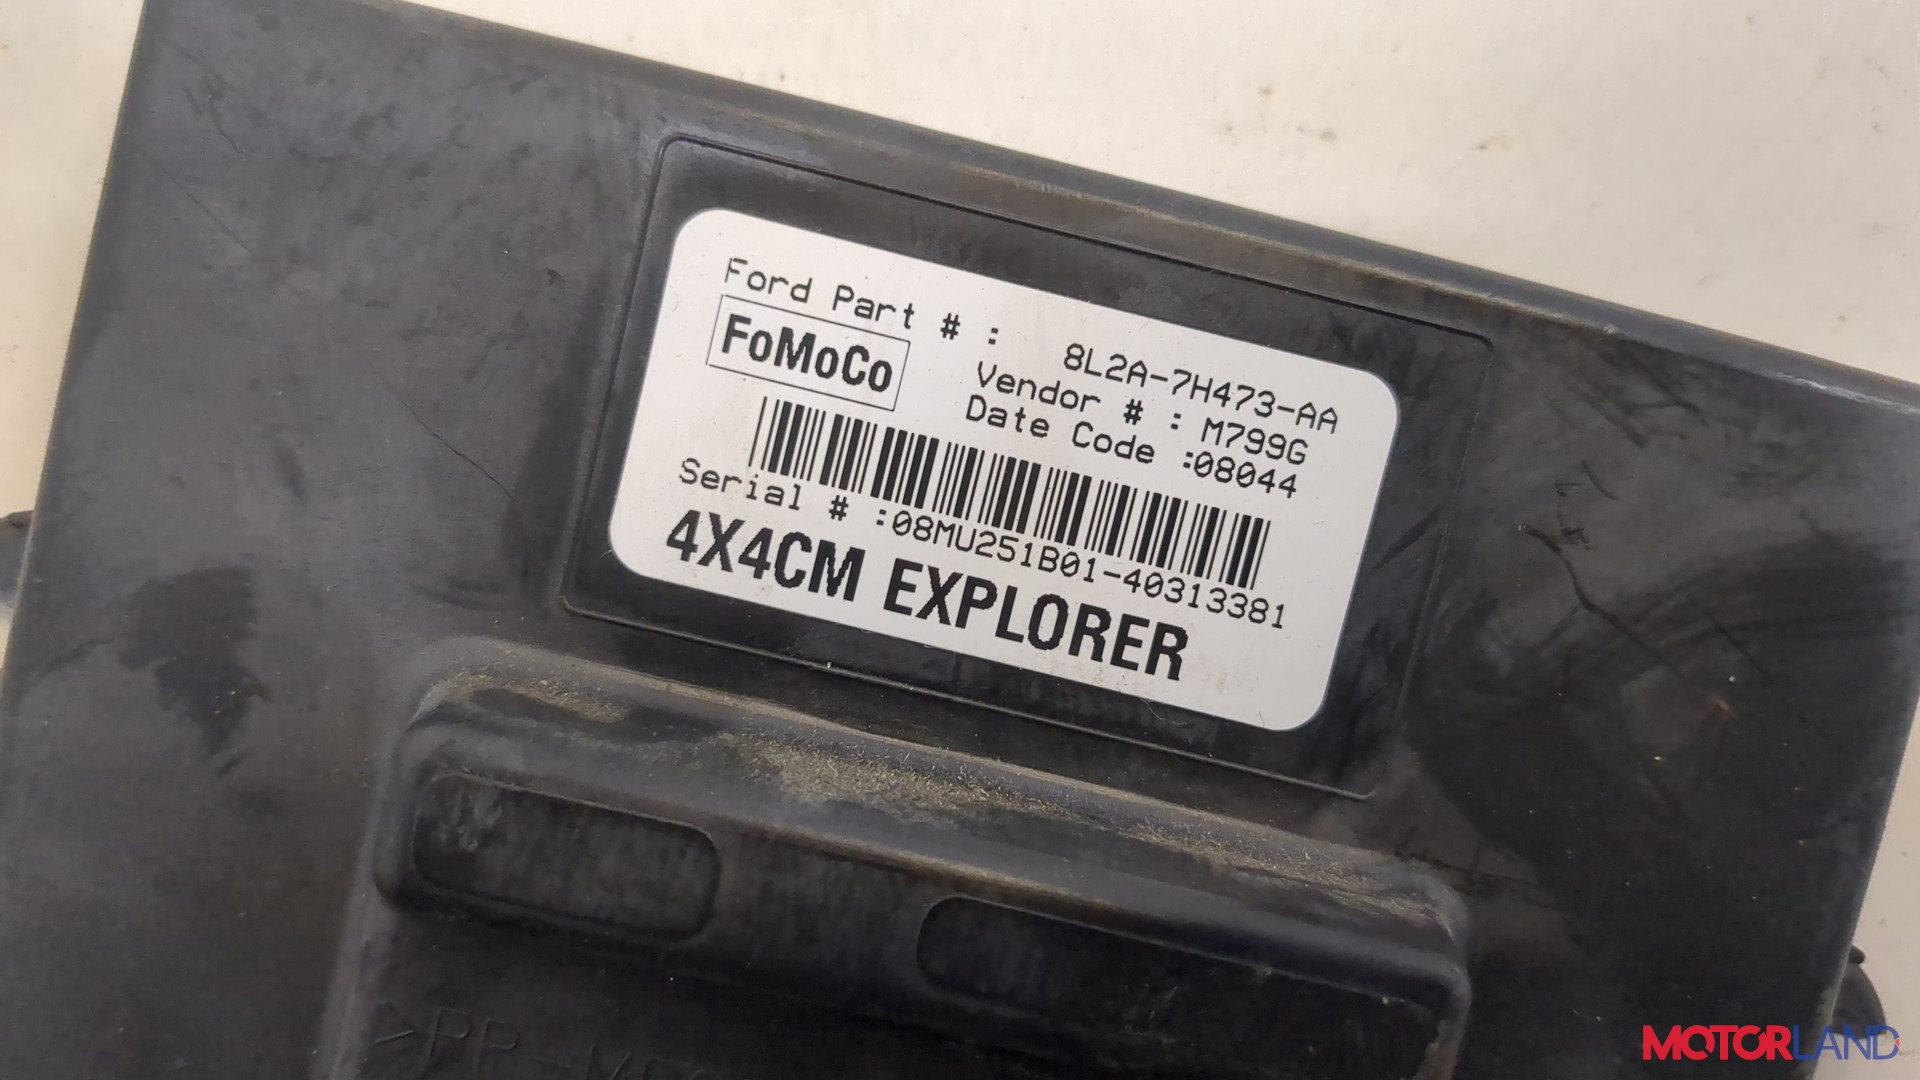 Ford Part # : 8L2A-7H473-AA
FoMoCo
Vendor # : M799G
Date Code :08044
Serial # :08MU251B01-40313381
4X4CM EXPLORER
MOTORLAND